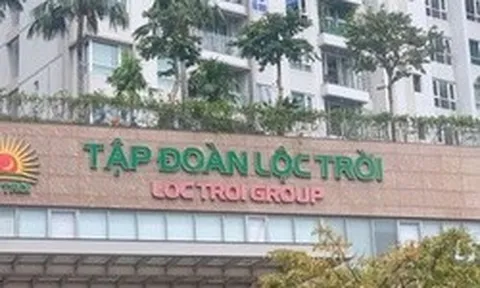 TẬP ĐOÀN LỘC TRỜI
LOC TROI GROUP